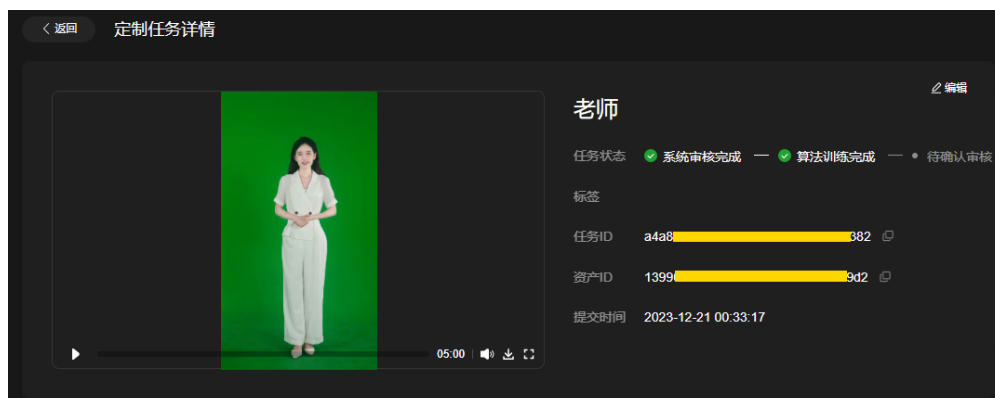 返回 定制任务详情
编辑
老师
任务状态 系统审核完成 算法训练完成 待确认审核
标签
任务ID a4a8 382
资产ID 1399 9d2
提交时间 2023-12-21 00:33:17
05:00